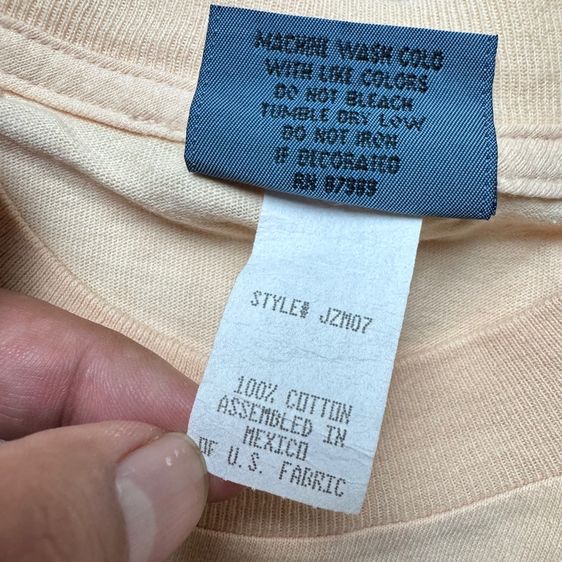 MACHINE WASH COLD
WITH LIKE COLORS
DO NOT BLEACH
TUMBLE DRY LOW
DO NOT IRON
IF DECORATED
RN 87383
STYLE# JZM07
100% COTTON
ASSEMBLED IN
MEXICO
OF U.S. FABRIC